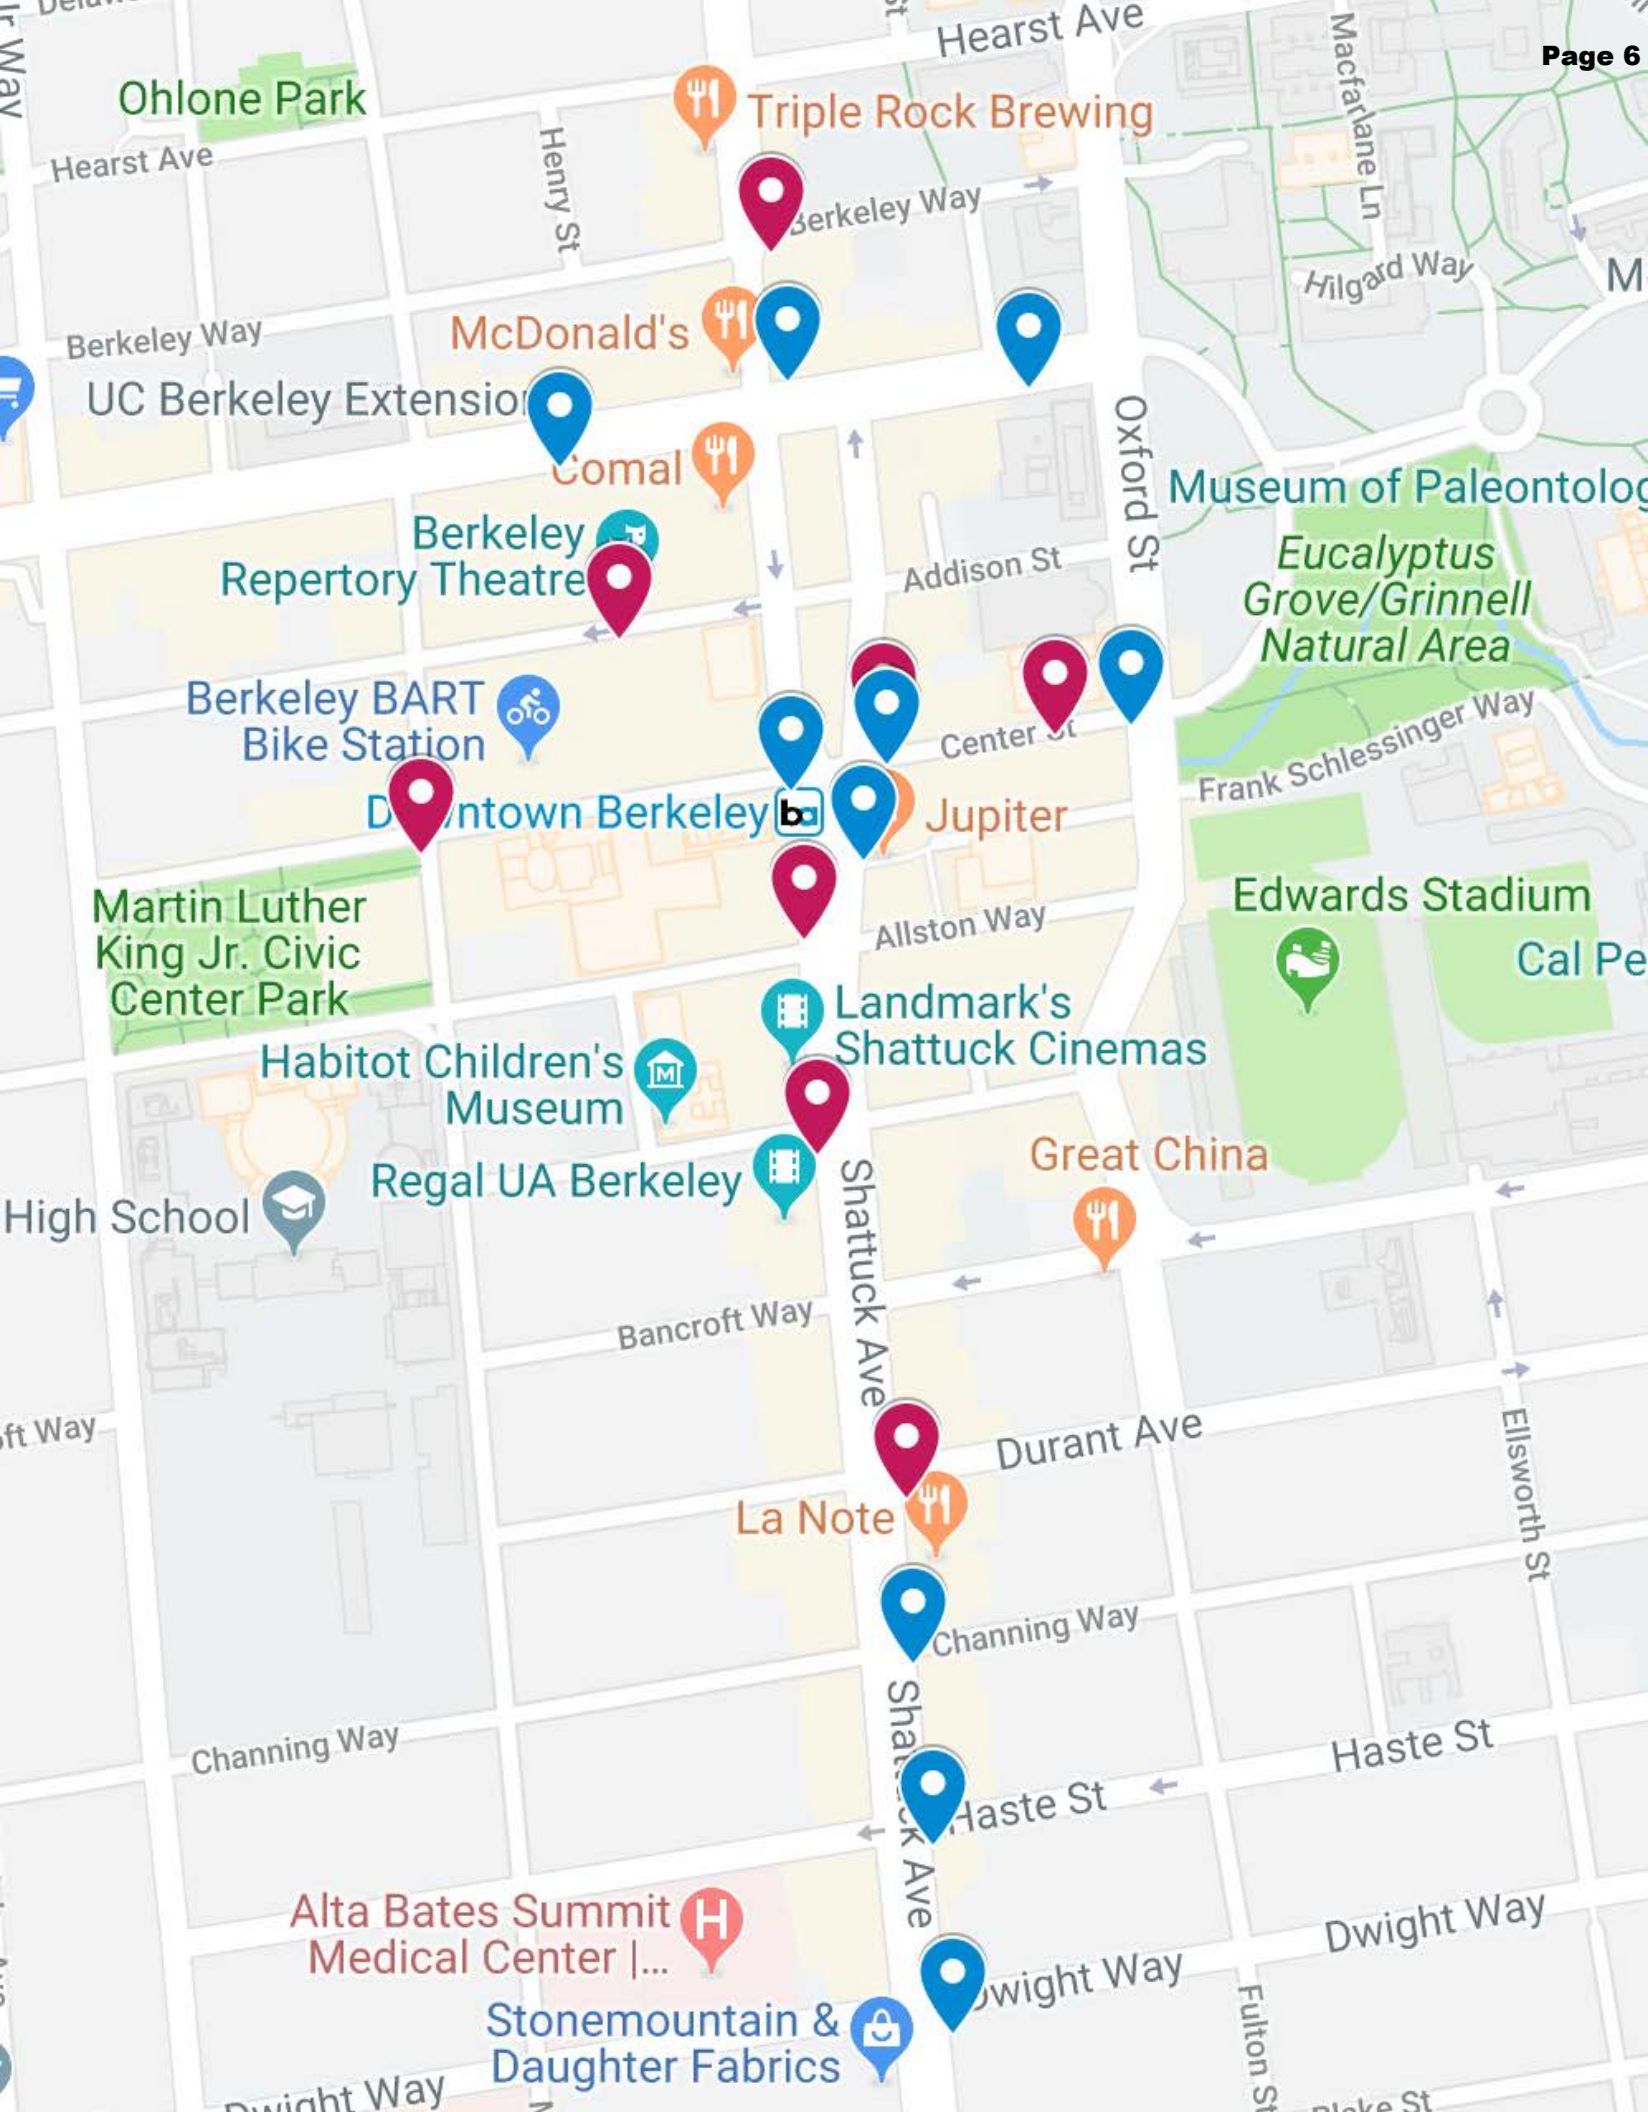 Hearst Ave
Page 6
Ohlone Park
Triple Rock Brewing
Macfarlane Ln
Hearst Ave
Henry St
Berkeley Way
Hilgard Way
McDonald's
Berkeley Way
UC Berkeley Extension
Comal
Oxford St
Museum of Paleontolog
Berkeley
Repertory Theatre
Addison St
Eucalyptus
Grove/Grinnell
Natural Area
Berkeley BART
Bike Station
Center St
Frank Schlessinger Way
Downtown Berkeley
ba
Jupiter
Martin Luther
King Jr. Civic
Center Park
Allston Way
Edwards Stadium
Cal Pe
Landmark's
Shattuck Cinemas
Habitot Children's
Museum
M
Great China
Regal UA Berkeley
High School
Shattuck Ave
Bancroft Way
ft Way
Durant Ave
Ellsworth St
La Note
Channing Way
Channing Way
Shattuck Ave
Haste St
Haste St
Alta Bates Summit
Medical Center |...
H
Dwight Way
Dwight Way
Stonemountain &
Daughter Fabrics
Fulton St
Dwight Way
Blake St